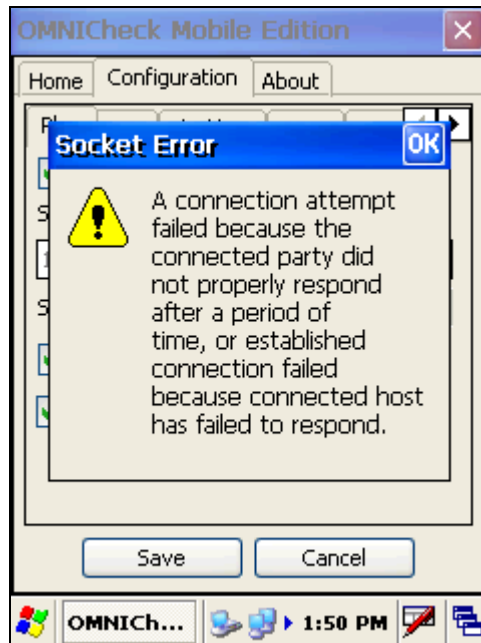 OMNICheck Mobile Edition
Home
Configuration
About
Socket Error
OK
A connection attempt
failed because the
connected party did
not properly respond
after a period of
time, or established
connection failed
because connected host
has failed to respond.
Save
Cancel
OMNICh...
1:50 PM